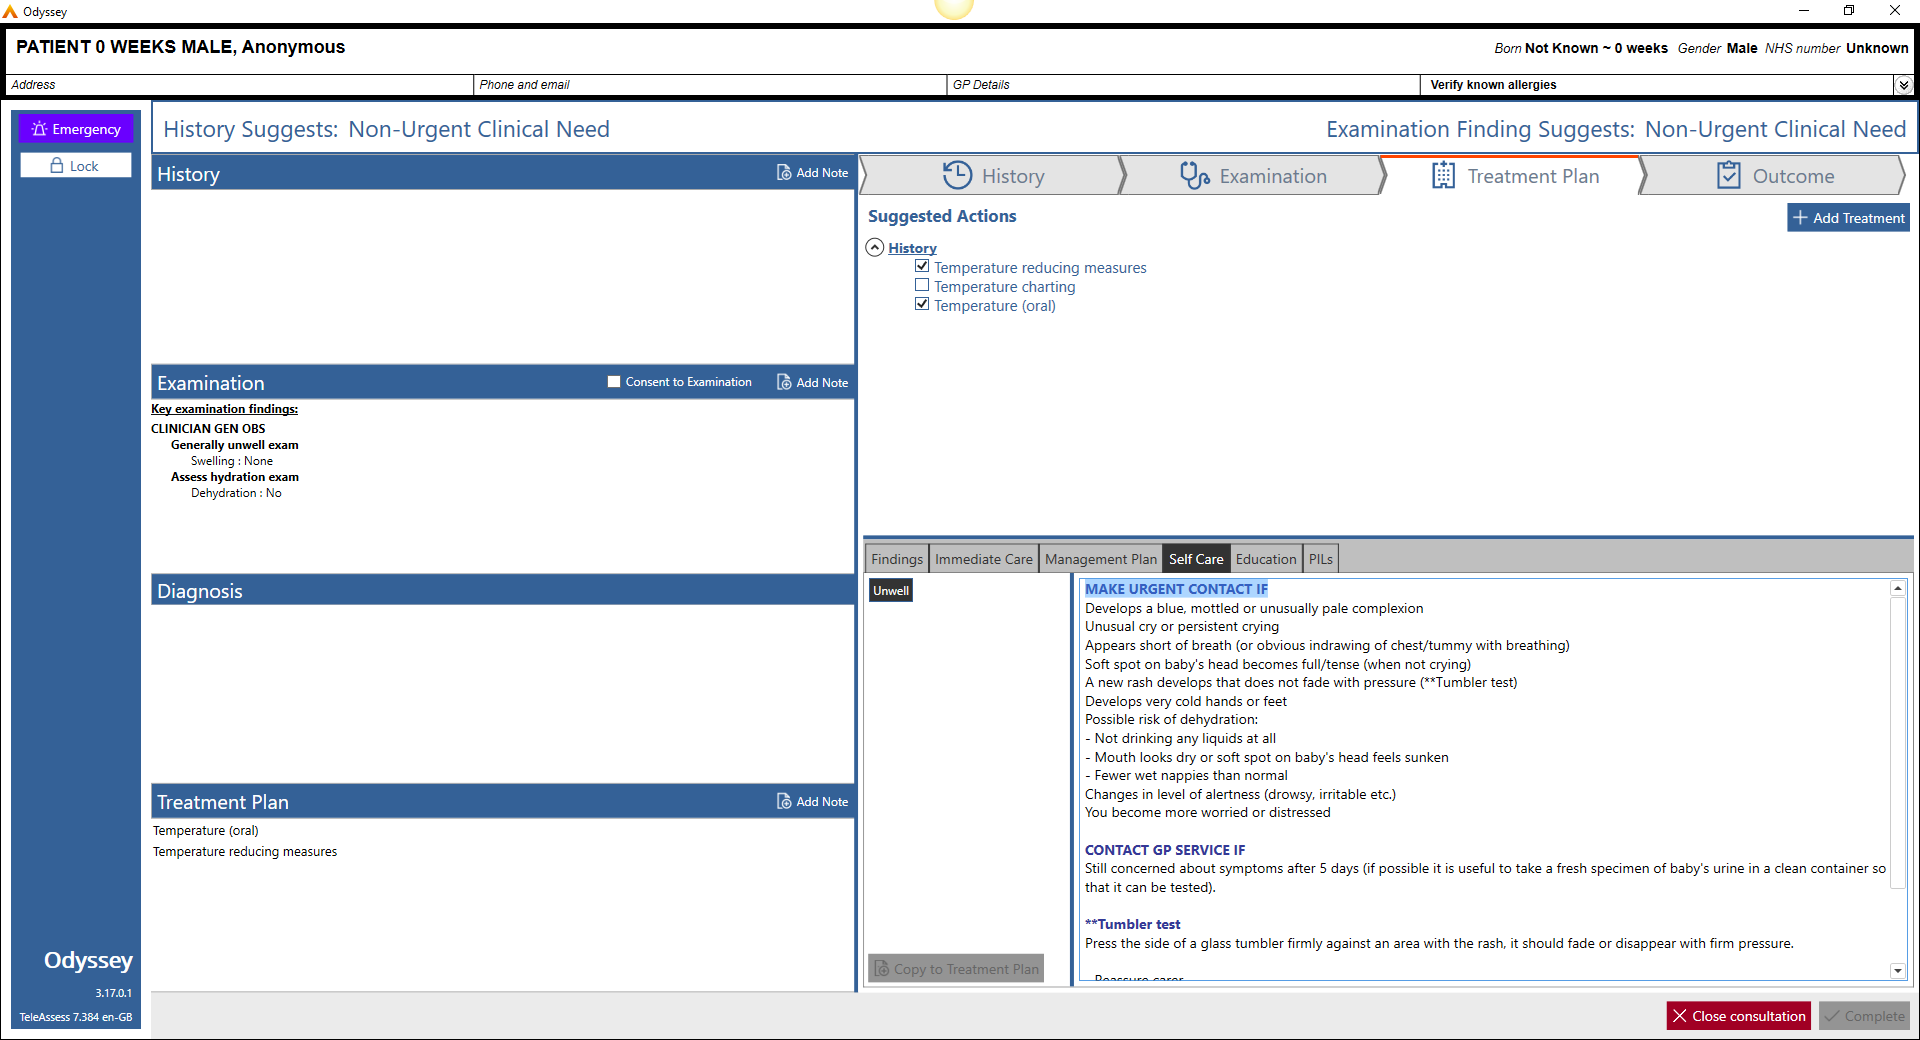 Odyssey
PATIENT 0 WEEKS MALE, Anonymous
Born Not Known ~ 0 weeks Gender Male NHS number Unknown
Address
Phone and email
GP Details
Verify known allergies
Emergency
Lock
History Suggests: Non-Urgent Clinical Need
Examination Finding Suggests: Non-Urgent Clinical Need
History
Add Note
Examination
Consent to Examination
Add Note
Key examination findings:
CLINICIAN GEN OBS
Generally unwell exam
Swelling : None
Assess hydration exam
Dehydration : No
Diagnosis
Treatment Plan
Add Note
Temperature (oral)
Temperature reducing measures
History
Examination
Treatment Plan
Outcome
Suggested Actions
Add Treatment
History
Temperature reducing measures
Temperature charting
Temperature (oral)
Findings
Immediate Care
Management Plan
Self Care
Education
PILs
Unwell
MAKE URGENT CONTACT IF
Develops a blue, mottled or unusually pale complexion
Unusual cry or persistent crying
Appears short of breath (or obvious indrawing of chest/tummy with breathing)
Soft spot on baby's head becomes full/tense (when not crying)
A new rash develops that does not fade with pressure (**Tumbler test)
Develops very cold hands or feet
Possible risk of dehydration:
- Not drinking any liquids at all
- Mouth looks dry or soft spot on baby's head feels sunken
- Fewer wet nappies than normal
Changes in level of alertness (drowsy, irritable etc.)
You become more worried or distressed
CONTACT GP SERVICE IF
Still concerned about symptoms after 5 days (if possible it is useful to take a fresh specimen of baby's urine in a clean container so
that it can be tested).
**Tumbler test
Press the side of a glass tumbler firmly against an area with the rash, it should fade or disappear with firm pressure.
Reassure carer
Copy to Treatment Plan
Odyssey
3.17.0.1
TeleAssess 7.384 en-GB
Close consultation
Complete